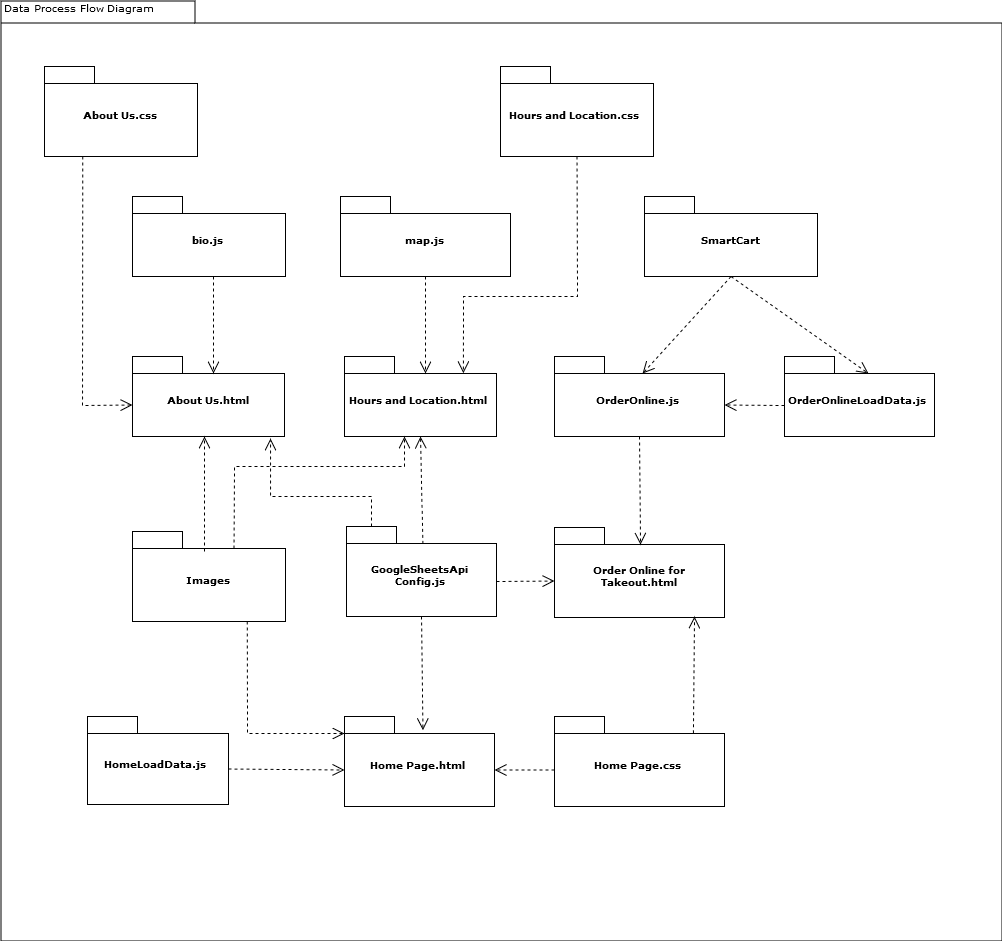 Data Process Flow Diagram
About Us.css
Hours and Location.css
bio.js
map.js
SmartCart
About Us.html
Hours and Location.html
OrderOnline.js
OrderOnlineLoadData.js
Images
GoogleSheetsApi
Config.js
Order Online for
Takeout.html
HomeLoadData.js
Home Page.html
Home Page.css